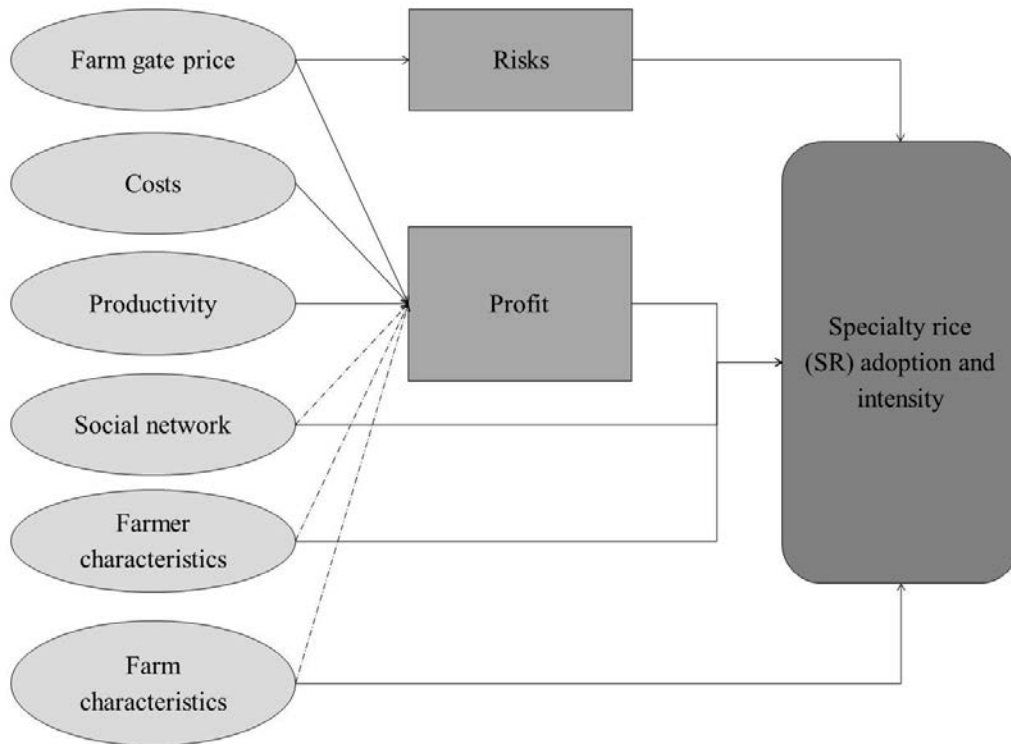 Farm gate price
Risks
Costs
Productivity
Profit
Specialty rice
(SR) adoption and
intensity
Social network
Farmer
characteristics
Farm
characteristics